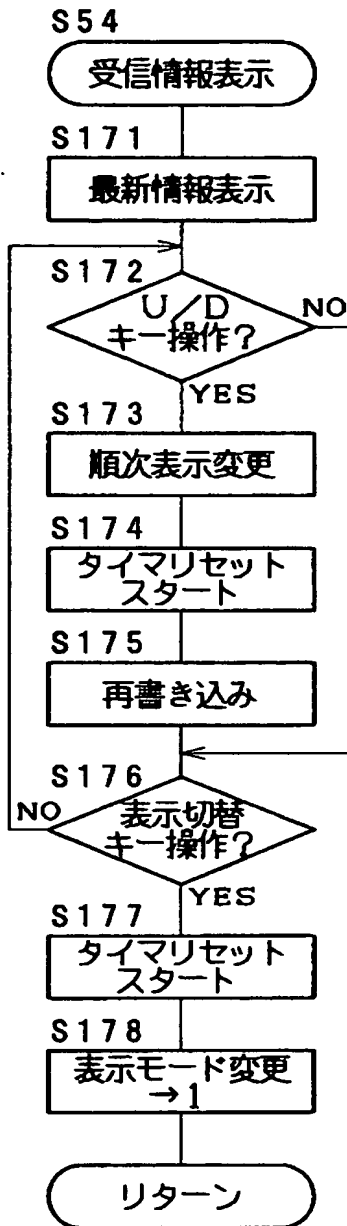 S54
受信情報表示
S171
最新情報表示
S172
U/D
キー操作?
NO
YES
S173
順次表示変更
S174
タイマリセット
スタート
S175
再書き込み
S176
表示切替
キー操作?
NO
YES
S177
タイマリセット
スタート
S178
表示モード変更
→1
リターン